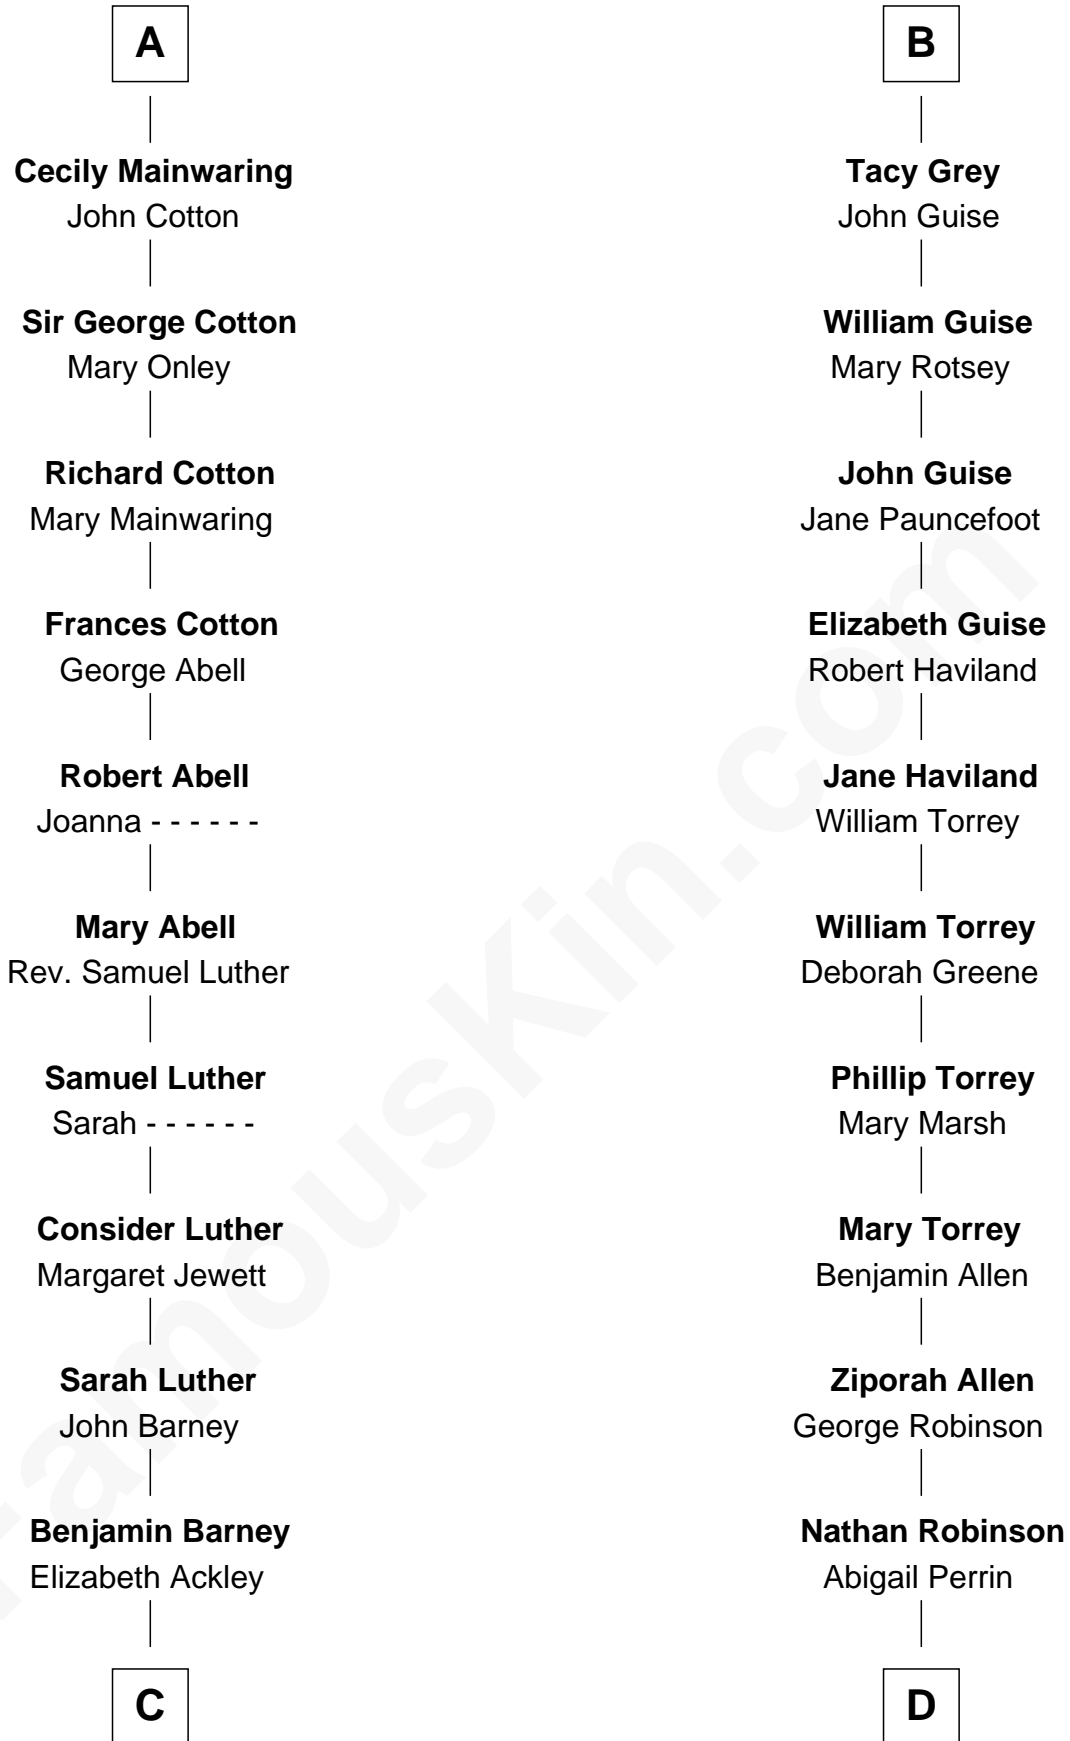 A
Cecily Mainwaring
John Cotton
Sir George Cotton
Mary Onley
Richard Cotton
Mary Mainwaring
Frances Cotton
George Abell
Robert Abell
Joanna - - - - - -
Mary Abell
Rev. Samuel Luther
Samuel Luther
Sarah - - - - - -
Consider Luther
Margaret Jewett
Sarah Luther
John Barney
Benjamin Barney
Elizabeth Ackley
C
B
Tacy Grey
John Guise
William Guise
Mary Rotsey
John Guise
Jane Pauncefoot
Elizabeth Guise
Robert Haviland
Jane Haviland
William Torrey
William Torrey
Deborah Greene
Phillip Torrey
Mary Marsh
Mary Torrey
Benjamin Allen
Ziporah Allen
George Robinson
Nathan Robinson
Abigail Perrin
D
FamousKin.com